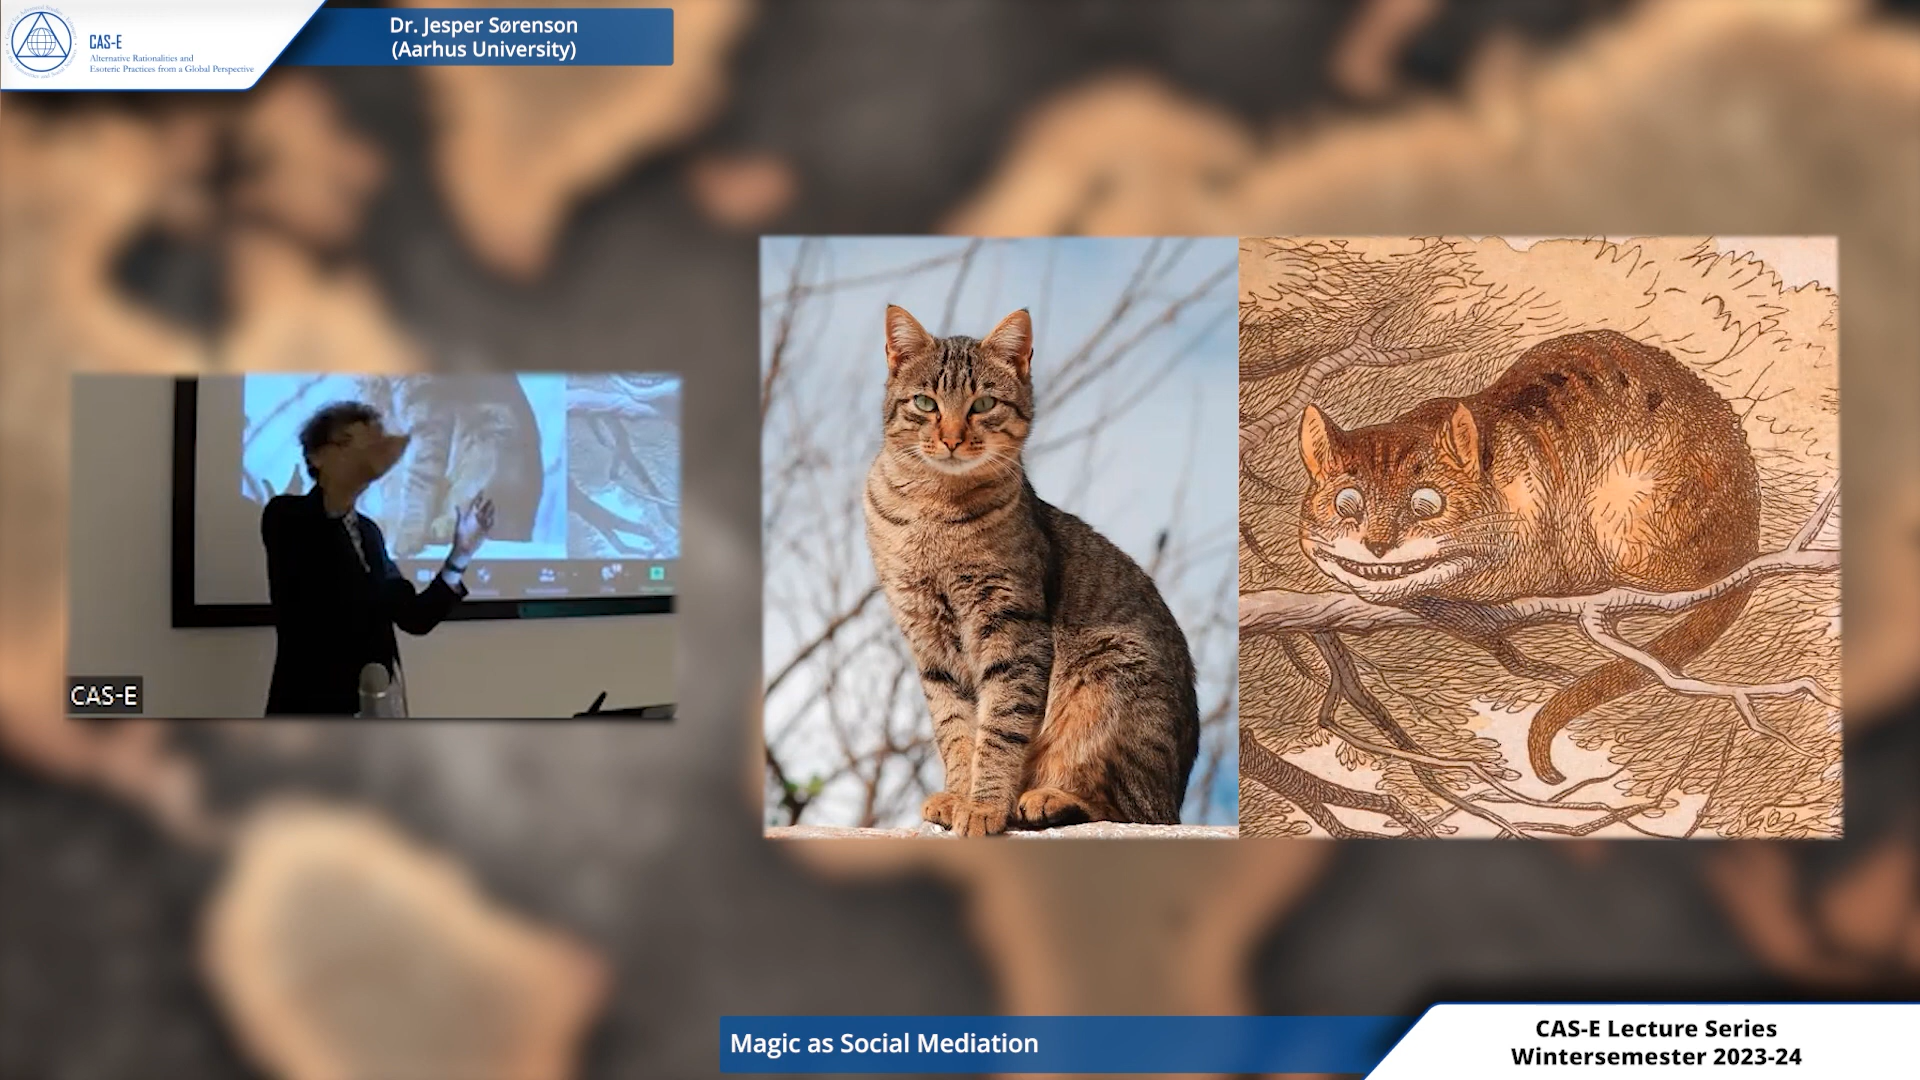 CAS-E
Alternative Rationalities and
Esoteric Practices from a Global Perspective
Dr. Jesper Sørenson
(Aarhus University)
CAS-E
Magic as Social Mediation
CAS-E Lecture Series
Wintersemester 2023-24